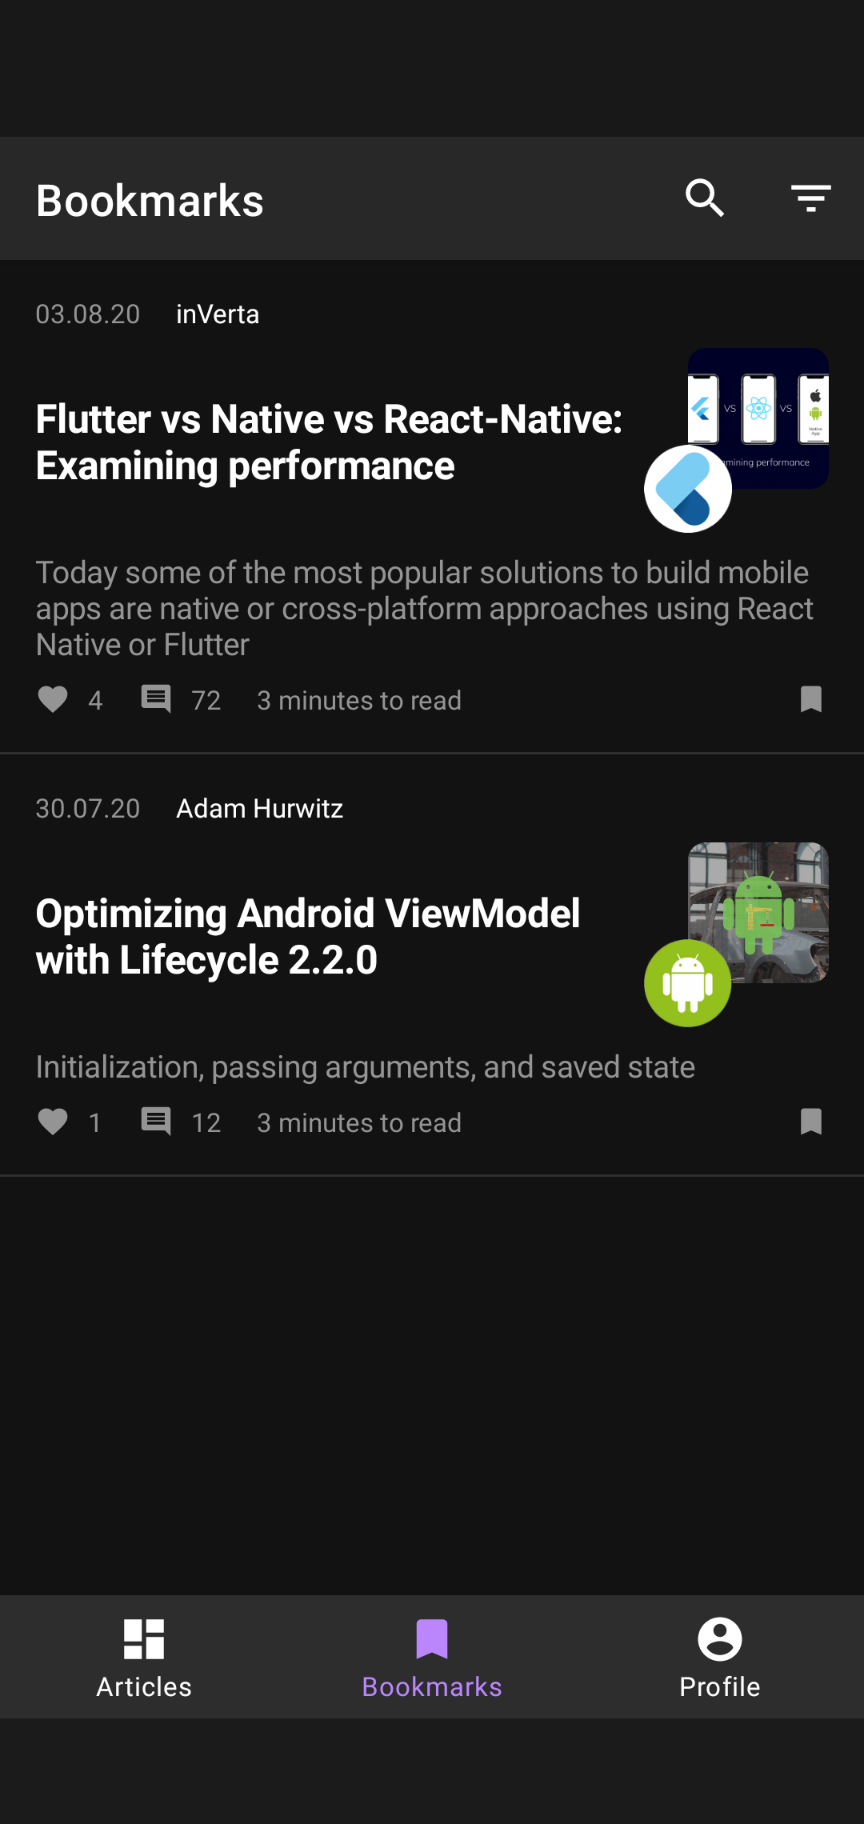 Bookmarks
03.08.20 inVerta
Flutter vs Native vs React-Native:
Examining performance
VS VS
Native
App
mining performance
Today some of the most popular solutions to build mobile
apps are native or cross-platform approaches using React
Native or Flutter
4 72 3 minutes to read
30.07.20 Adam Hurwitz
Optimizing Android ViewModel
with Lifecycle 2.2.0
Initialization, passing arguments, and saved state
1 12 3 minutes to read
Articles Bookmarks Profile